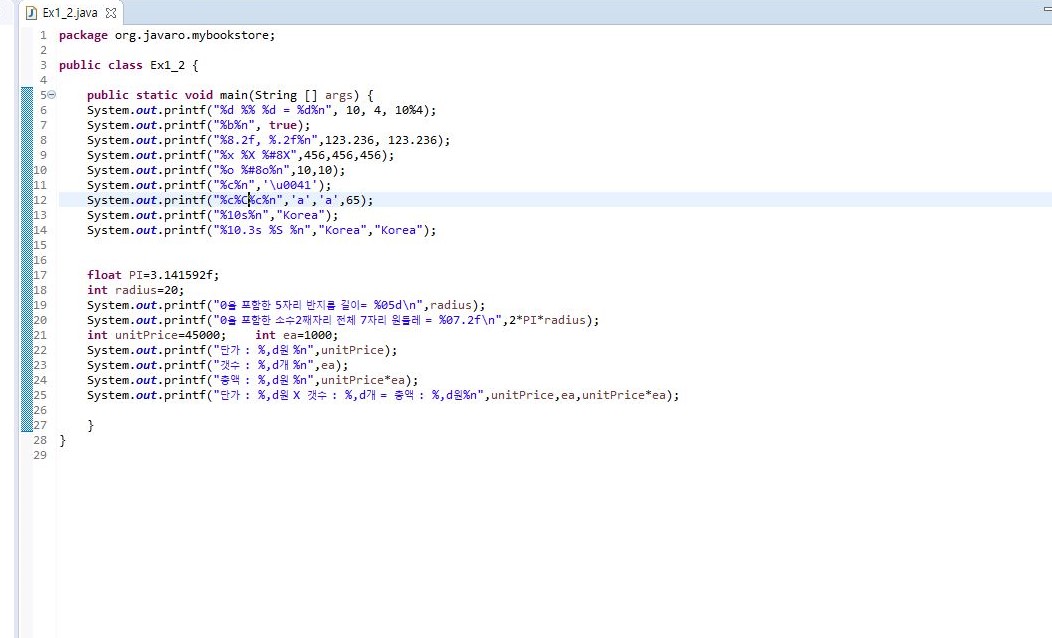 Ex1_2.java
1 package org.javaro.mybookstore;
2
3 public class Ex1_2 {
4
5 public static void main(String [] args) {
6 System.out.printf("%d %% %d = %d%n", 10, 4, 10%4);
7 System.out.printf("%b%n", true);
8 System.out.printf("%8.2f, %.2f%n",123.236, 123.236);
9 System.out.printf("%x %X %#8X",456,456,456);
10 System.out.printf("%o %#8o%n",10,10);
11 System.out.printf("%c%n",'\u0041');
12 System.out.printf("%c%C%c%n",'a','a',65);
13 System.out.printf("%10s%n","Korea");
14 System.out.printf("%10.3s %S %n","Korea","Korea");
15
16
17 float PI=3.141592f;
18 int radius=20;
19 System.out.printf("0을 포함한 5자리 반지름 길이= %05d\n",radius);
20 System.out.printf("0을 포함한 소수2째자리 전체 7자리 원둘레 = %07.2f\n",2*PI*radius);
21 int unitPrice=45000; int ea=1000;
22 System.out.printf("단가 : %,d원 %n",unitPrice);
23 System.out.printf("갯수 : %,d개 %n",ea);
24 System.out.printf("총액 : %,d원 %n",unitPrice*ea);
25 System.out.printf("단가 : %,d원 X 갯수 : %,d개 = 총액 : %,d원%n",unitPrice,ea,unitPrice*ea);
26
27 }
28 }
29